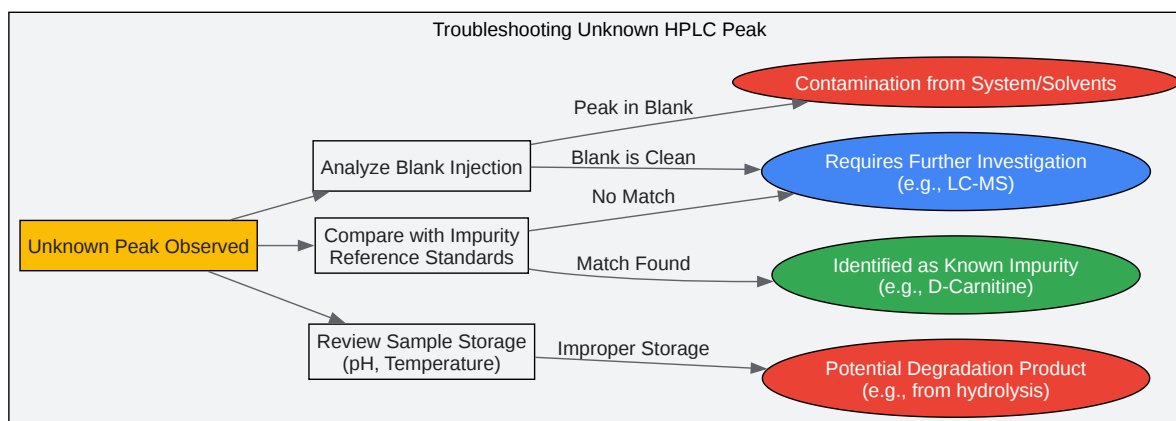 Troubleshooting Unknown HPLC Peak
Contamination from System/Solvents
Peak in Blank
Analyze Blank Injection
Blank is Clean
Requires Further Investigation
(e.g., LC-MS)
No Match
Unknown Peak Observed
Compare with Impurity
Reference Standards
Match Found
Identified as Known Impurity
(e.g., D-Carnitine)
Review Sample Storage
(pH, Temperature)
Improper Storage
Potential Degradation Product
(e.g., from hydrolysis)